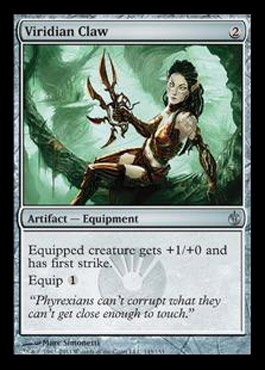 Viridian Claw 2
Artifact — Equipment
Equipped creature gets +1/+0 and
has first strike.
Equip 1
"Phyrexians can't corrupt what they
can't get close enough to touch."
Marc Simonetti